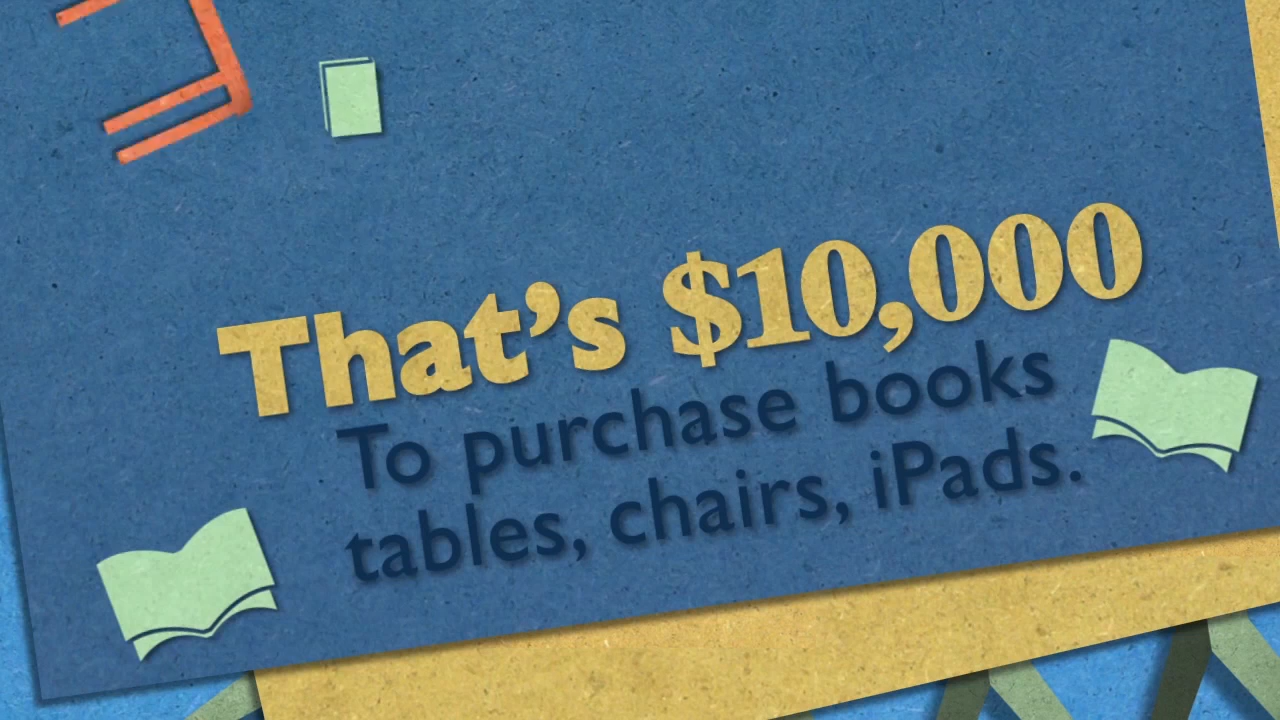 That’s $10,000
To purchase books
tables, chairs, iPads.